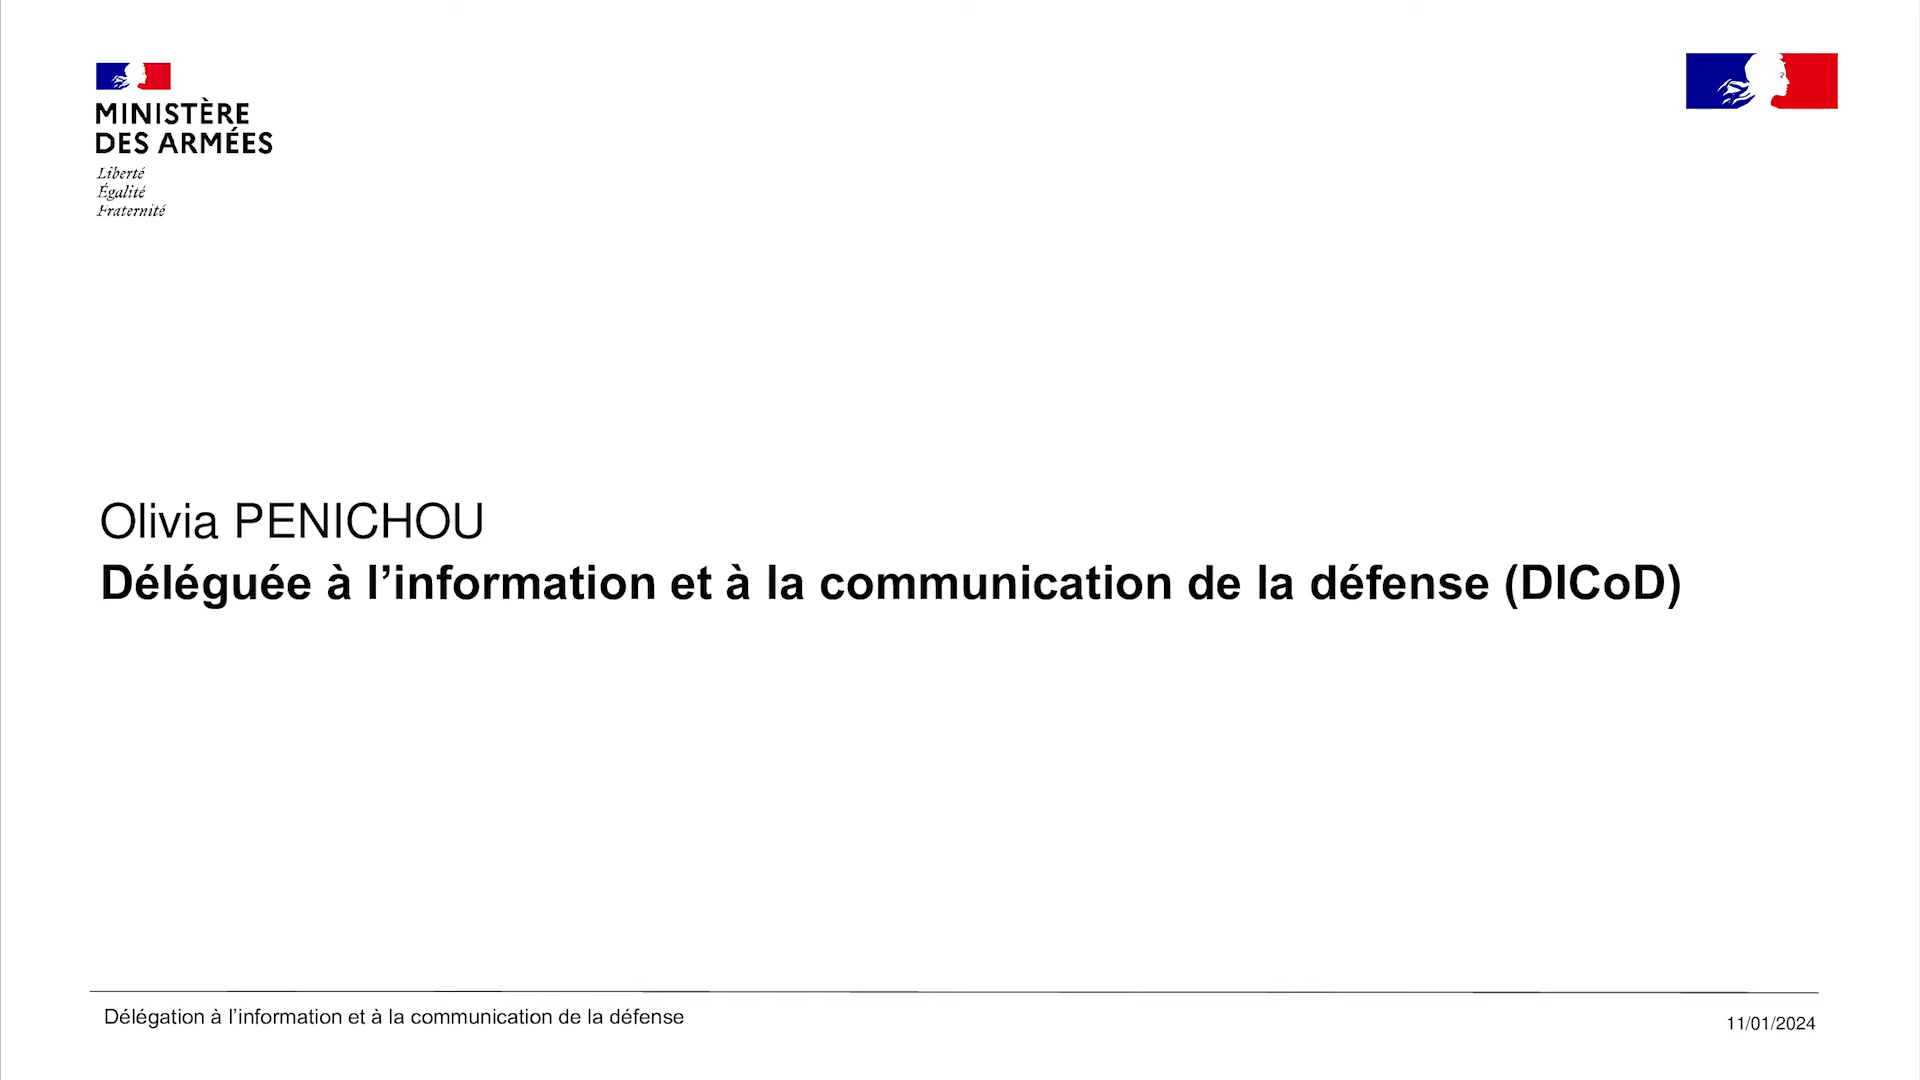 MINISTÈRE
DES ARMÉES
Liberté
Égalité
Fraternité
Olivia PENICHOU
Déléguée à l’information et à la communication de la défense (DICoD)
Délégation à l’information et à la communication de la défense
11/01/2024